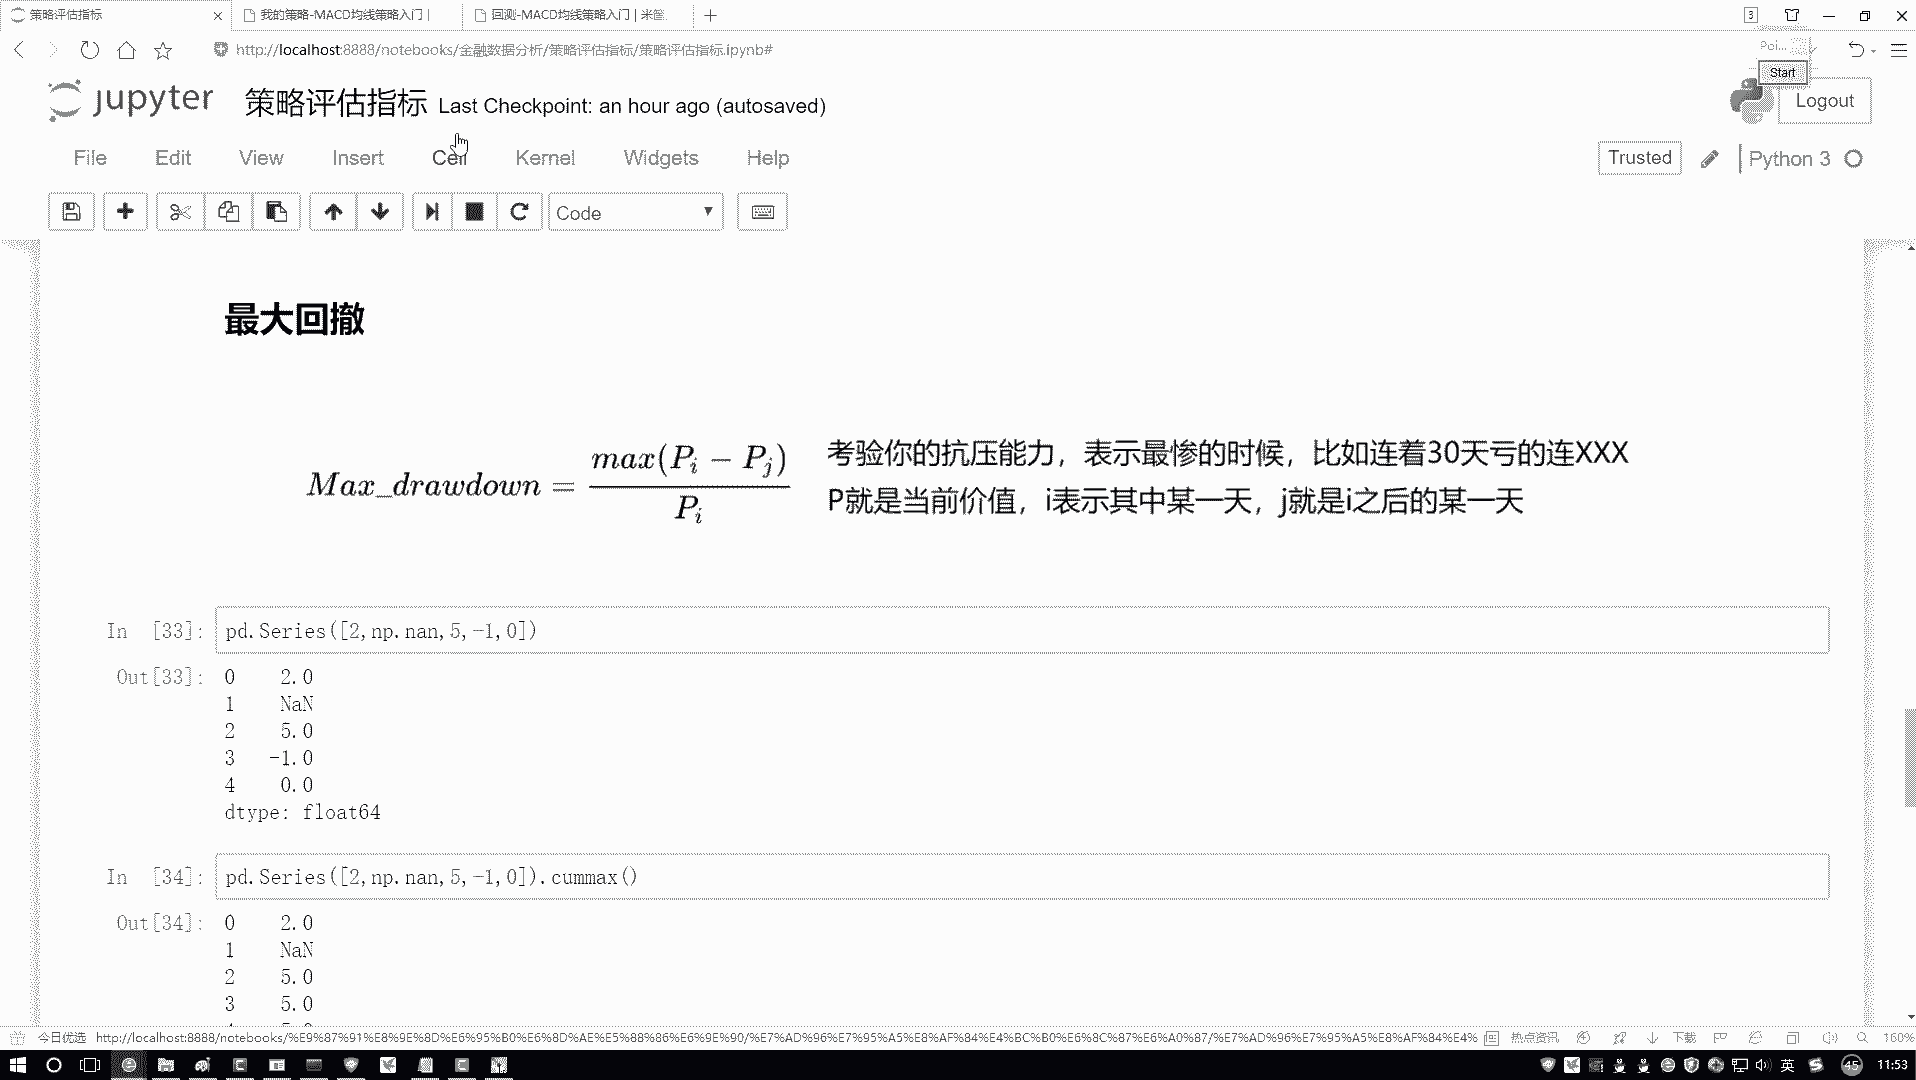 策略评估指标
我的策略-MACD均线策略入门 |
回测-MACD均线策略入门 | 米筐
3
http://localhost:8888/notebooks/金融数据分析/策略评估指标/策略评估指标.ipynb#
Poi...
Start
jupyter 策略评估指标 Last Checkpoint: an hour ago (autosaved)
Logout
File Edit View Insert Cell Kernel Widgets Help
Trusted Python 3
Code
最大回撤
Max_drawdown = max(P_i − P_j) / P_i
考验你的抗压能力，表示最惨的时候，比如连着30天亏的连XXX
P就是当前价值，i表示其中某一天，j就是i之后的某一天
In [33]: pd.Series([2,np.nan,5,-1,0])
Out[33]: 0 2.0
1 NaN
2 5.0
3 -1.0
4 0.0
dtype: float64
In [34]: pd.Series([2,np.nan,5,-1,0]).cummax()
Out[34]: 0 2.0
1 NaN
2 5.0
3 5.0
今日优选 http://localhost:8888/notebooks/%E9%87%91%E8%9E%8D%E6%95%B0%E6%8D%AE%E5%88%86%E6%9E%90/%E7%AD%96%E7%95%A5%E8%AF%84%E4%BC%B0%E6%8C%87%E6%A0%87/%E7%AD%96%E7%95%A5%E8%AF%84%E4% 热点资讯 下载 160%
英 45 11:53